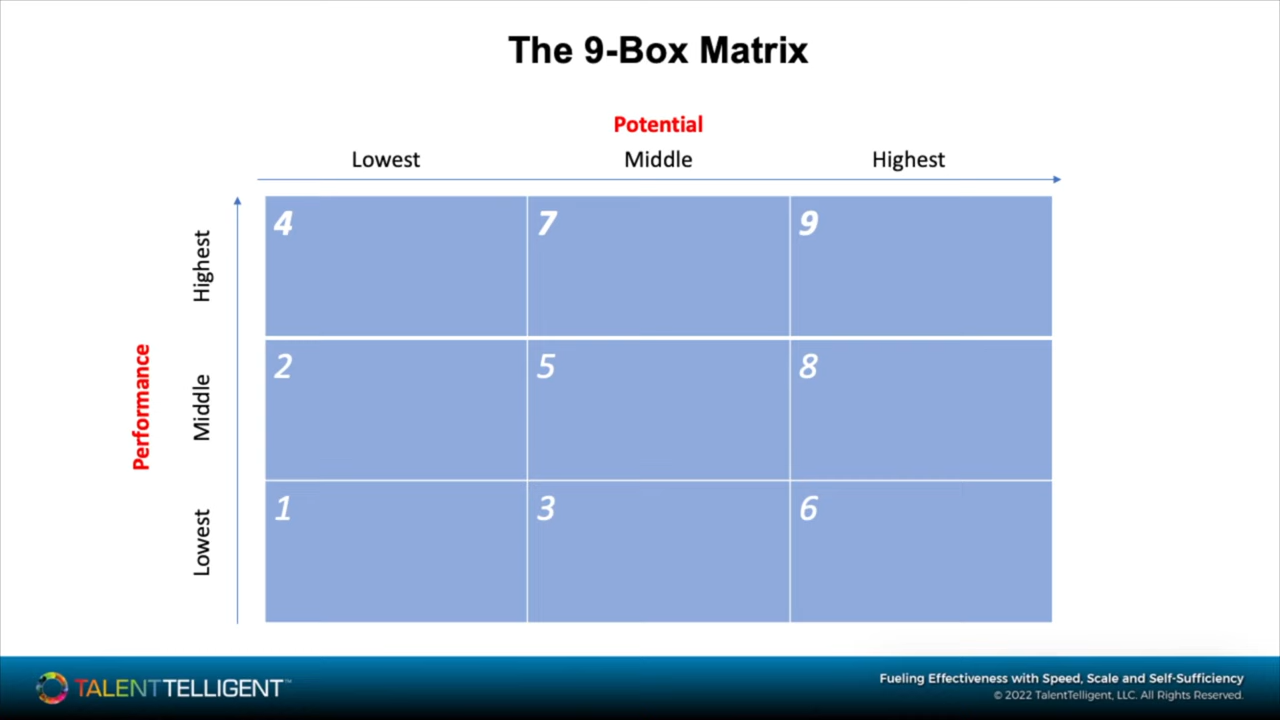 The 9-Box Matrix
Potential
Lowest Middle Highest
Performance
Highest
4 7 9
Middle
2 5 8
Lowest
1 3 6
TALENTTELLIGENT™
Fueling Effectiveness with Speed, Scale and Self-Sufficiency
© 2022 TalentTelligent, LLC. All Rights Reserved.